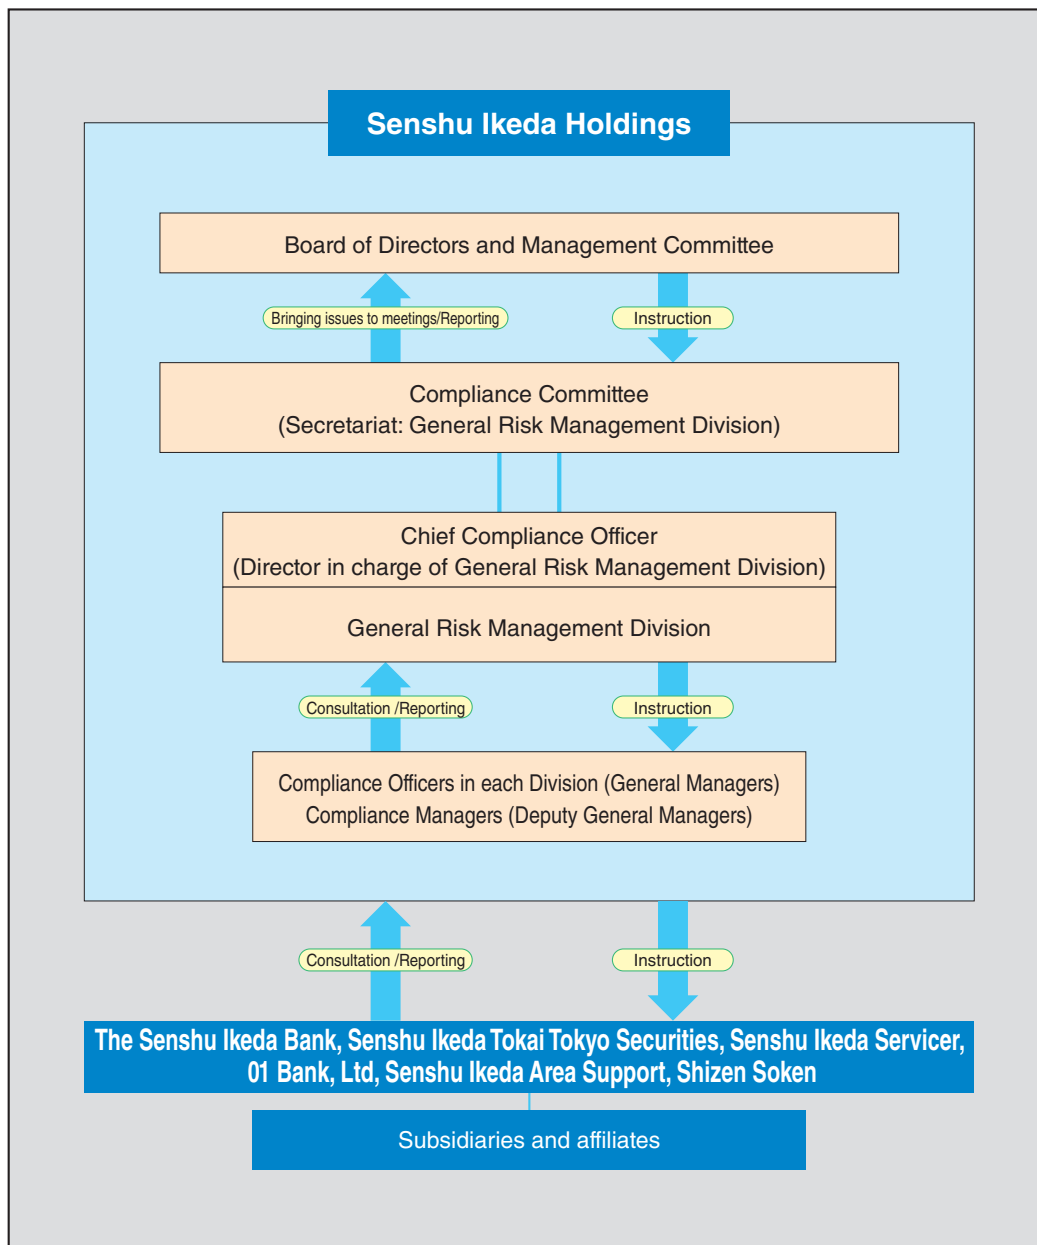 Senshu Ikeda Holdings
Board of Directors and Management Committee
Bringing issues to meetings/Reporting
Instruction
Compliance Committee
(Secretariat: General Risk Management Division)
Chief Compliance Officer
(Director in charge of General Risk Management Division)
General Risk Management Division
Consultation /Reporting
Instruction
Compliance Officers in each Division (General Managers)
Compliance Managers (Deputy General Managers)
Consultation /Reporting
Instruction
The Senshu Ikeda Bank, Senshu Ikeda Tokai Tokyo Securities, Senshu Ikeda Servicer,
01 Bank, Ltd, Senshu Ikeda Area Support, Shizen Soken
Subsidiaries and affiliates